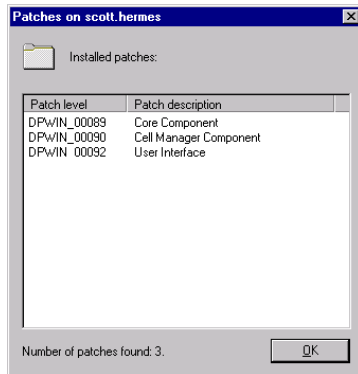 Patches on scott.hermes
Installed patches:
Patch level Patch description
DPWIN_00089 Core Component
DPWIN_00090 Cell Manager Component
DPWIN_00092 User Interface
Number of patches found: 3. OK